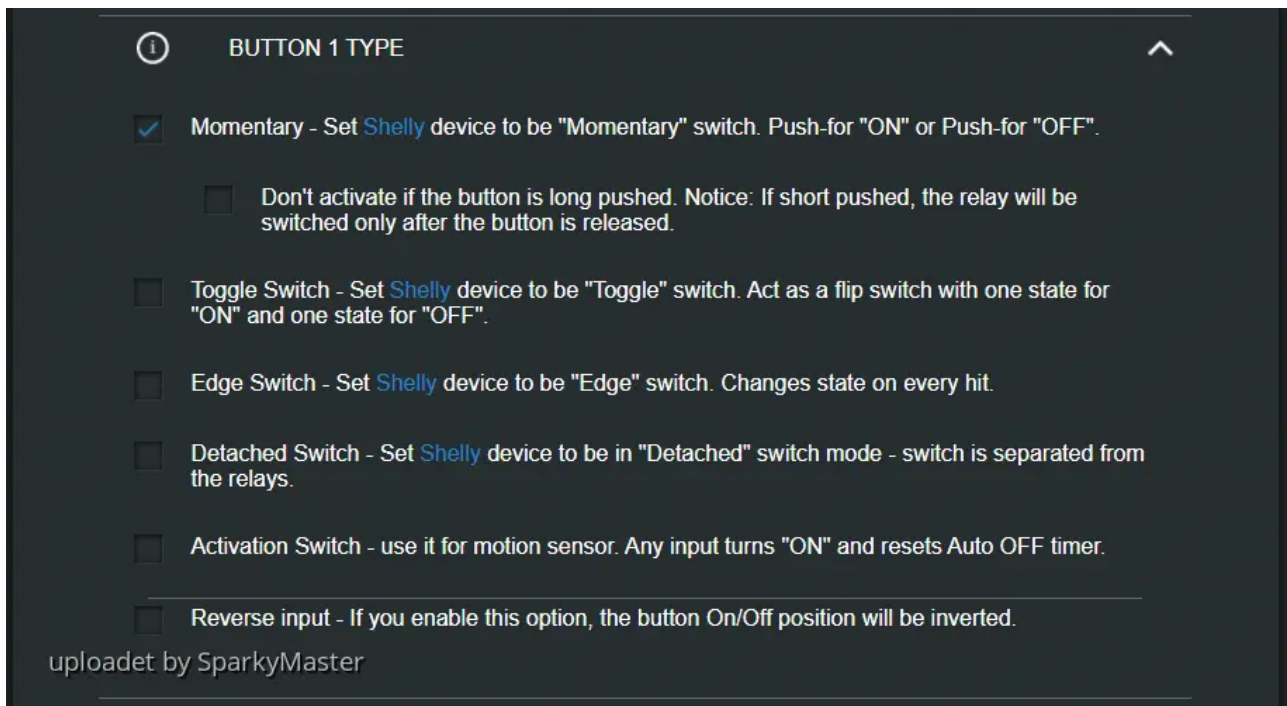 BUTTON 1 TYPE
Momentary - Set Shelly device to be "Momentary" switch. Push-for "ON" or Push-for "OFF".
Don't activate if the button is long pushed. Notice: If short pushed, the relay will be
switched only after the button is released.
Toggle Switch - Set Shelly device to be "Toggle" switch. Act as a flip switch with one state for
"ON" and one state for "OFF".
Edge Switch - Set Shelly device to be "Edge" switch. Changes state on every hit.
Detached Switch - Set Shelly device to be in "Detached" switch mode - switch is separated from
the relays.
Activation Switch - use it for motion sensor. Any input turns "ON" and resets Auto OFF timer.
Reverse input - If you enable this option, the button On/Off position will be inverted.
uploadet by SparkyMaster